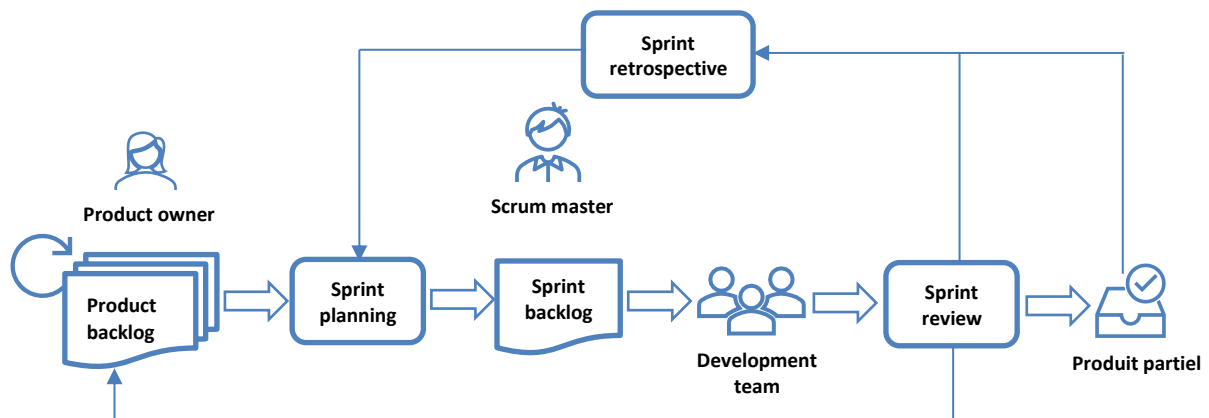 Sprint
retrospective
Product owner
Scrum master
Product
backlog
Sprint
planning
Sprint
backlog
Development
team
Sprint
review
Produit partiel